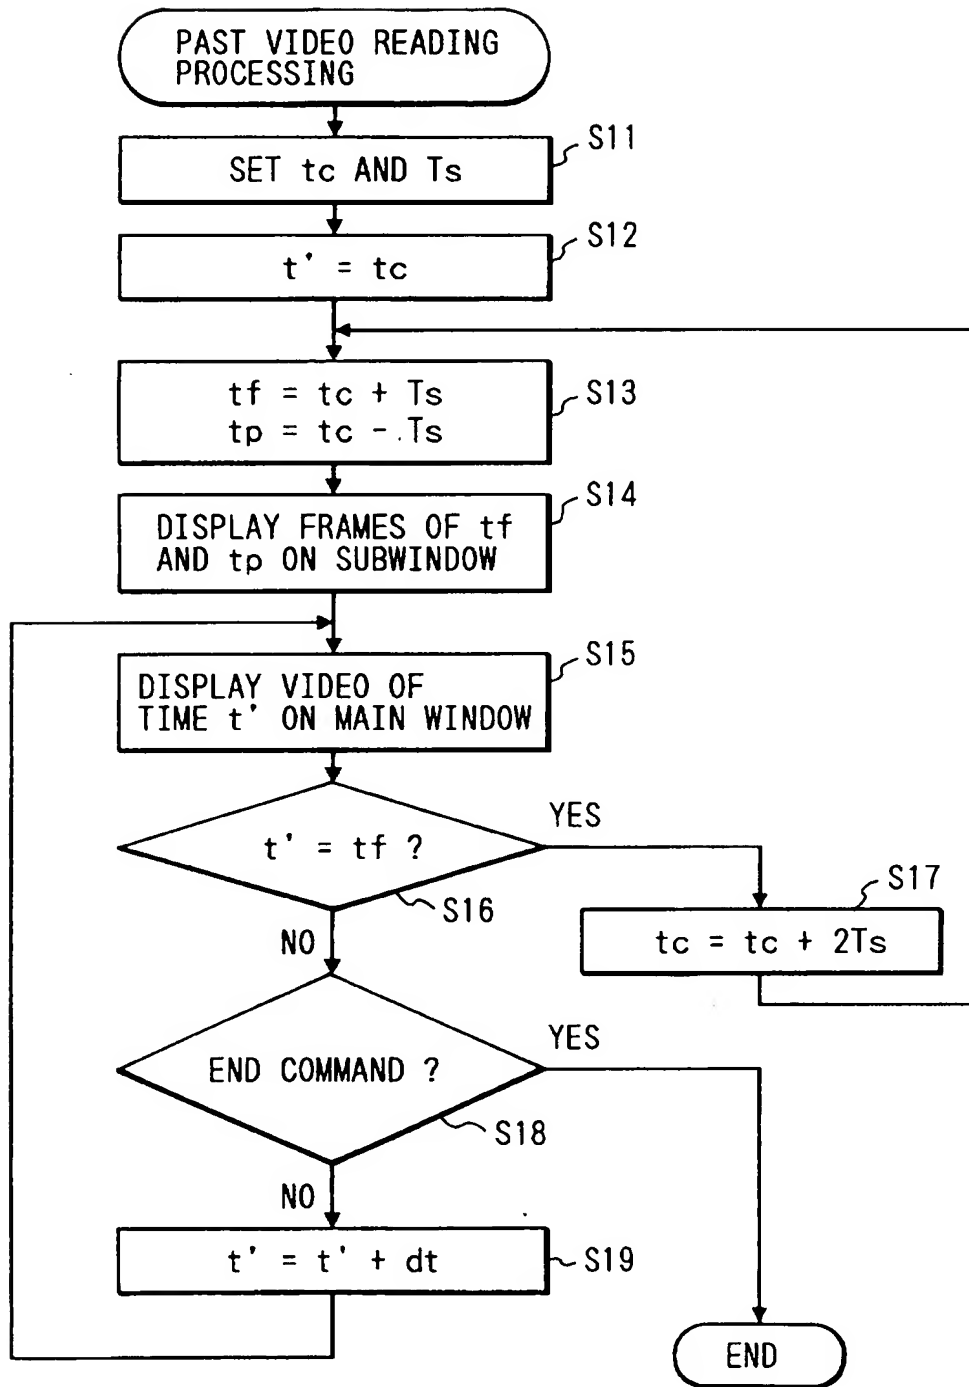 PAST VIDEO READING
PROCESSING
S11
SET tc AND Ts
S12
t' = tc
S13
tf = tc + Ts
tp = tc - Ts
S14
DISPLAY FRAMES OF tf
AND tp ON SUBWINDOW
S15
DISPLAY VIDEO OF
TIME t' ON MAIN WINDOW
YES
t' = tf ?
S16
S17
tc = tc + 2Ts
NO
YES
END COMMAND ?
S18
NO
t' = t' + dt
S19
END